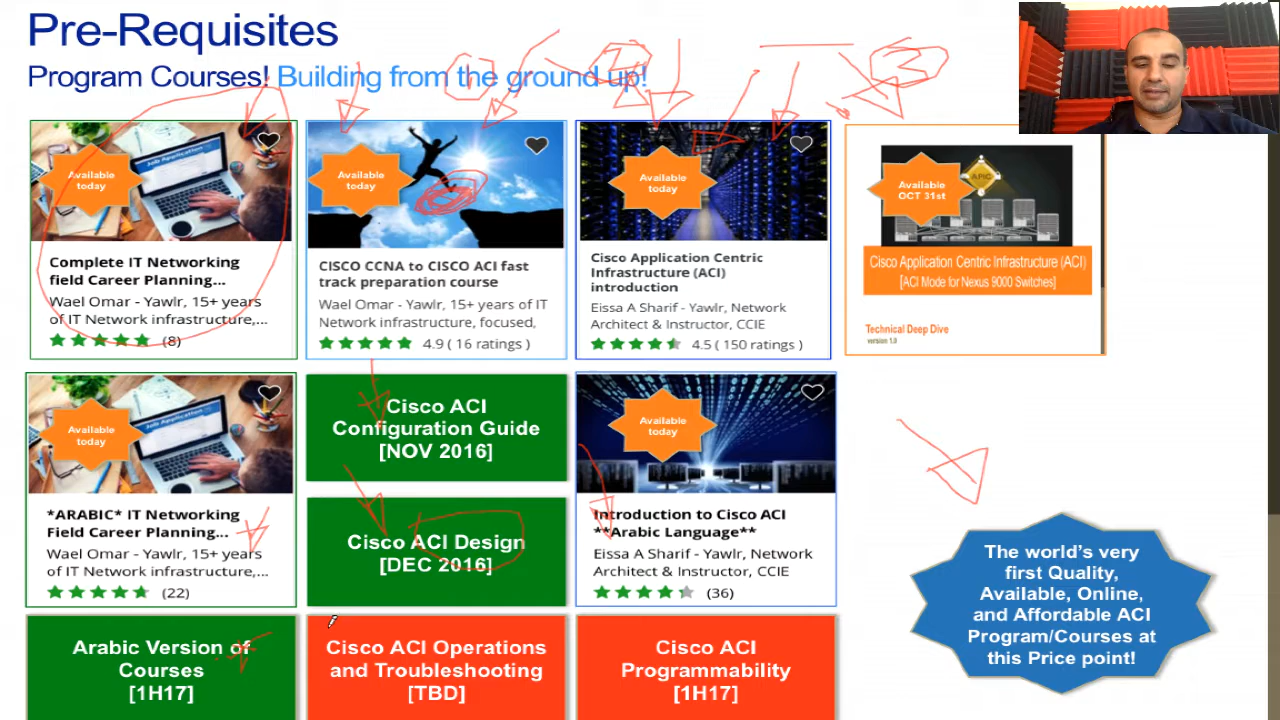 Pre-Requisites
Program Courses! Building from the ground up!
Available
today
Complete IT Networking
field Career Planning...
Wael Omar - Yawlr, 15+ years
of IT Network infrastructure,...
(8)
Available
today
CISCO CCNA to CISCO ACI fast
track preparation course
Wael Omar - Yawlr, 15+ years of IT
Network infrastructure, focused,
4.9 ( 16 ratings )
Available
today
Cisco Application Centric
Infrastructure (ACI)
introduction
Eissa A Sharif - Yawlr, Network
Architect & Instructor, CCIE
4.5 ( 150 ratings )
Available
OCT 31st
APIC
Cisco Application Centric Infrastructure (ACI)
[ACI Mode for Nexus 9000 Switches]
Technical Deep Dive
version 1.0
Available
today
*ARABIC* IT Networking
Field Career Planning...
Wael Omar - Yawlr, 15+ years
of IT Network infrastructure,...
(22)
Cisco ACI
Configuration Guide
[NOV 2016]
Cisco ACI Design
[DEC 2016]
Available
today
Introduction to Cisco ACI
**Arabic Language**
Eissa A Sharif - Yawlr, Network
Architect & Instructor, CCIE
(36)
The world's very
first Quality,
Available, Online,
and Affordable ACI
Program/Courses at
this Price point!
Arabic Version of
Courses
[1H17]
Cisco ACI Operations
and Troubleshooting
[TBD]
Cisco ACI
Programmability
[1H17]